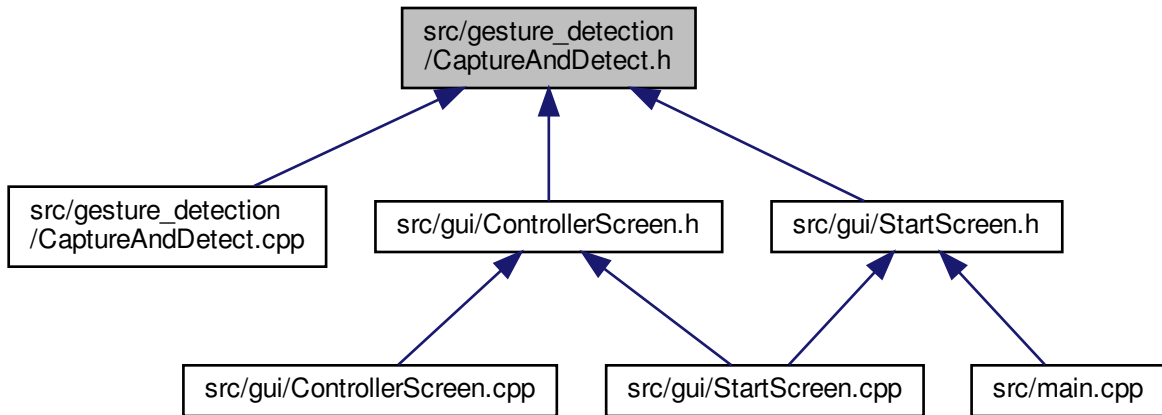 src/gesture_detection
/CaptureAndDetect.h
src/gesture_detection
/CaptureAndDetect.cpp
src/gui/ControllerScreen.h
src/gui/StartScreen.h
src/gui/ControllerScreen.cpp
src/gui/StartScreen.cpp
src/main.cpp